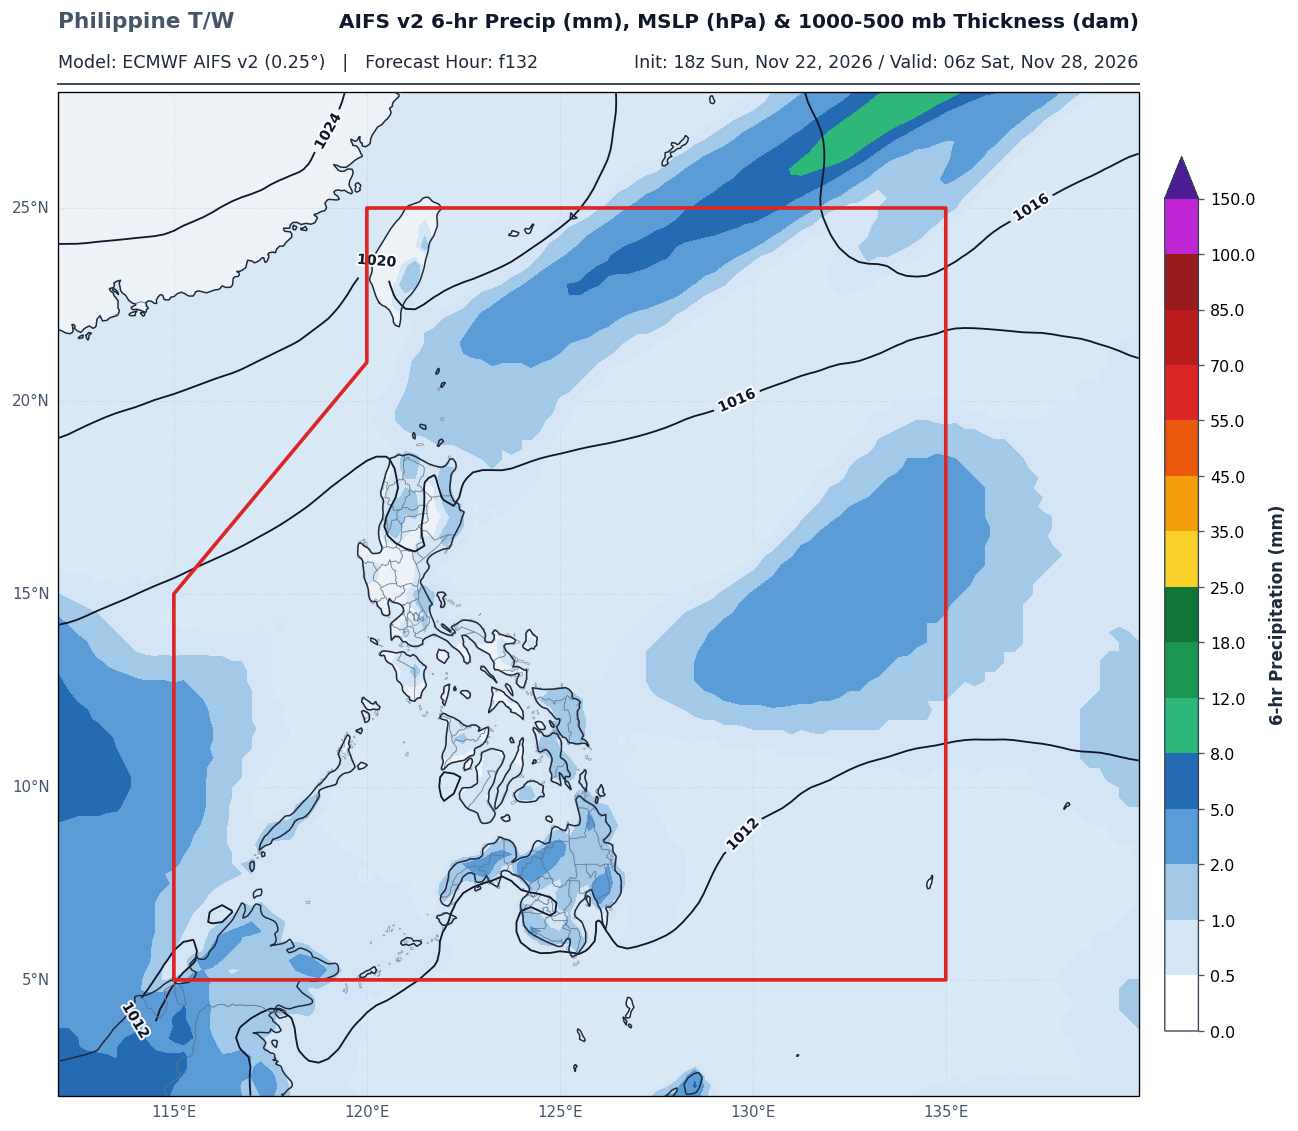 Philippine T/W
AIFS v2 6-hr Precip (mm), MSLP (hPa) & 1000-500 mb Thickness (dam)
Model: ECMWF AIFS v2 (0.25°)   |   Forecast Hour: f132
Init: 18z Sun, Nov 22, 2026 / Valid: 06z Sat, Nov 28, 2026
1024
1016
1020
1016
1012
1012
25°N
20°N
15°N
10°N
5°N
115°E
120°E
125°E
130°E
135°E
150.0
100.0
85.0
70.0
55.0
45.0
35.0
25.0
18.0
12.0
8.0
5.0
2.0
1.0
0.5
0.0
6-hr Precipitation (mm)